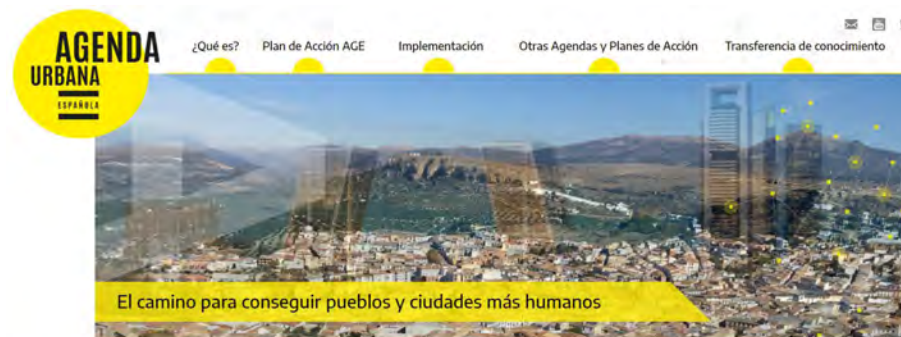 AGENDA
URBANA
ESPAÑOLA
¿Qué es?
Plan de Acción AGE
Implementación
Otras Agendas y Planes de Acción
Transferencia de conocimiento
El camino para conseguir pueblos y ciudades más humanos